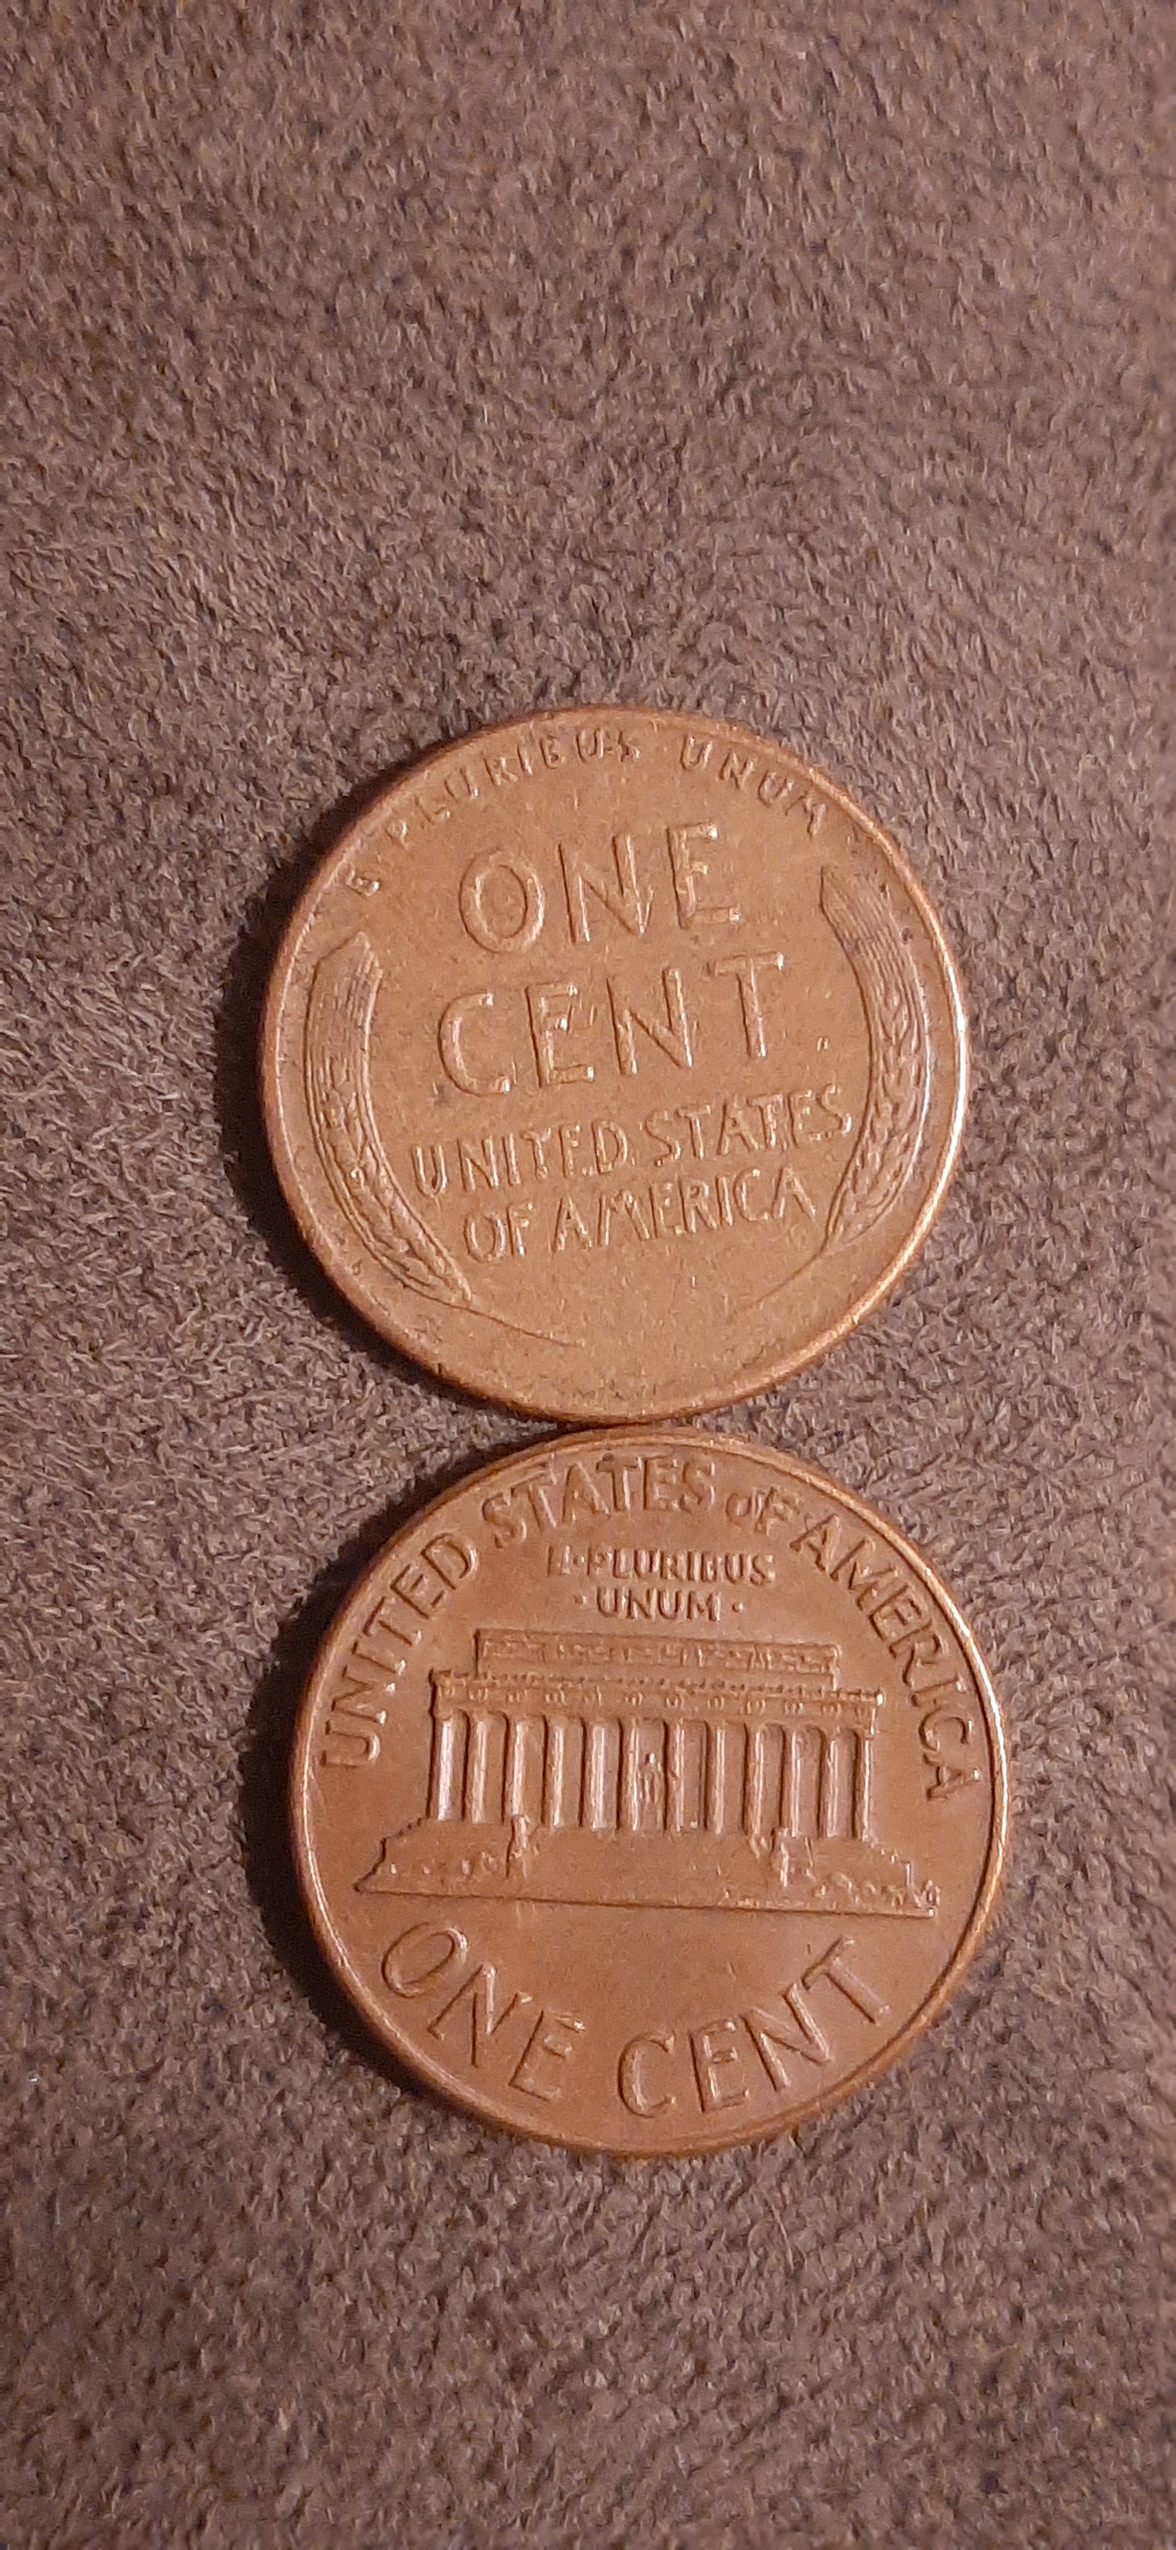 E PLURIBUS UNUM
ONE
CENT
UNITED STATES
OF AMERICA
UNITED STATES OF AMERICA
E·PLURIBUS
·UNUM·
ONE CENT